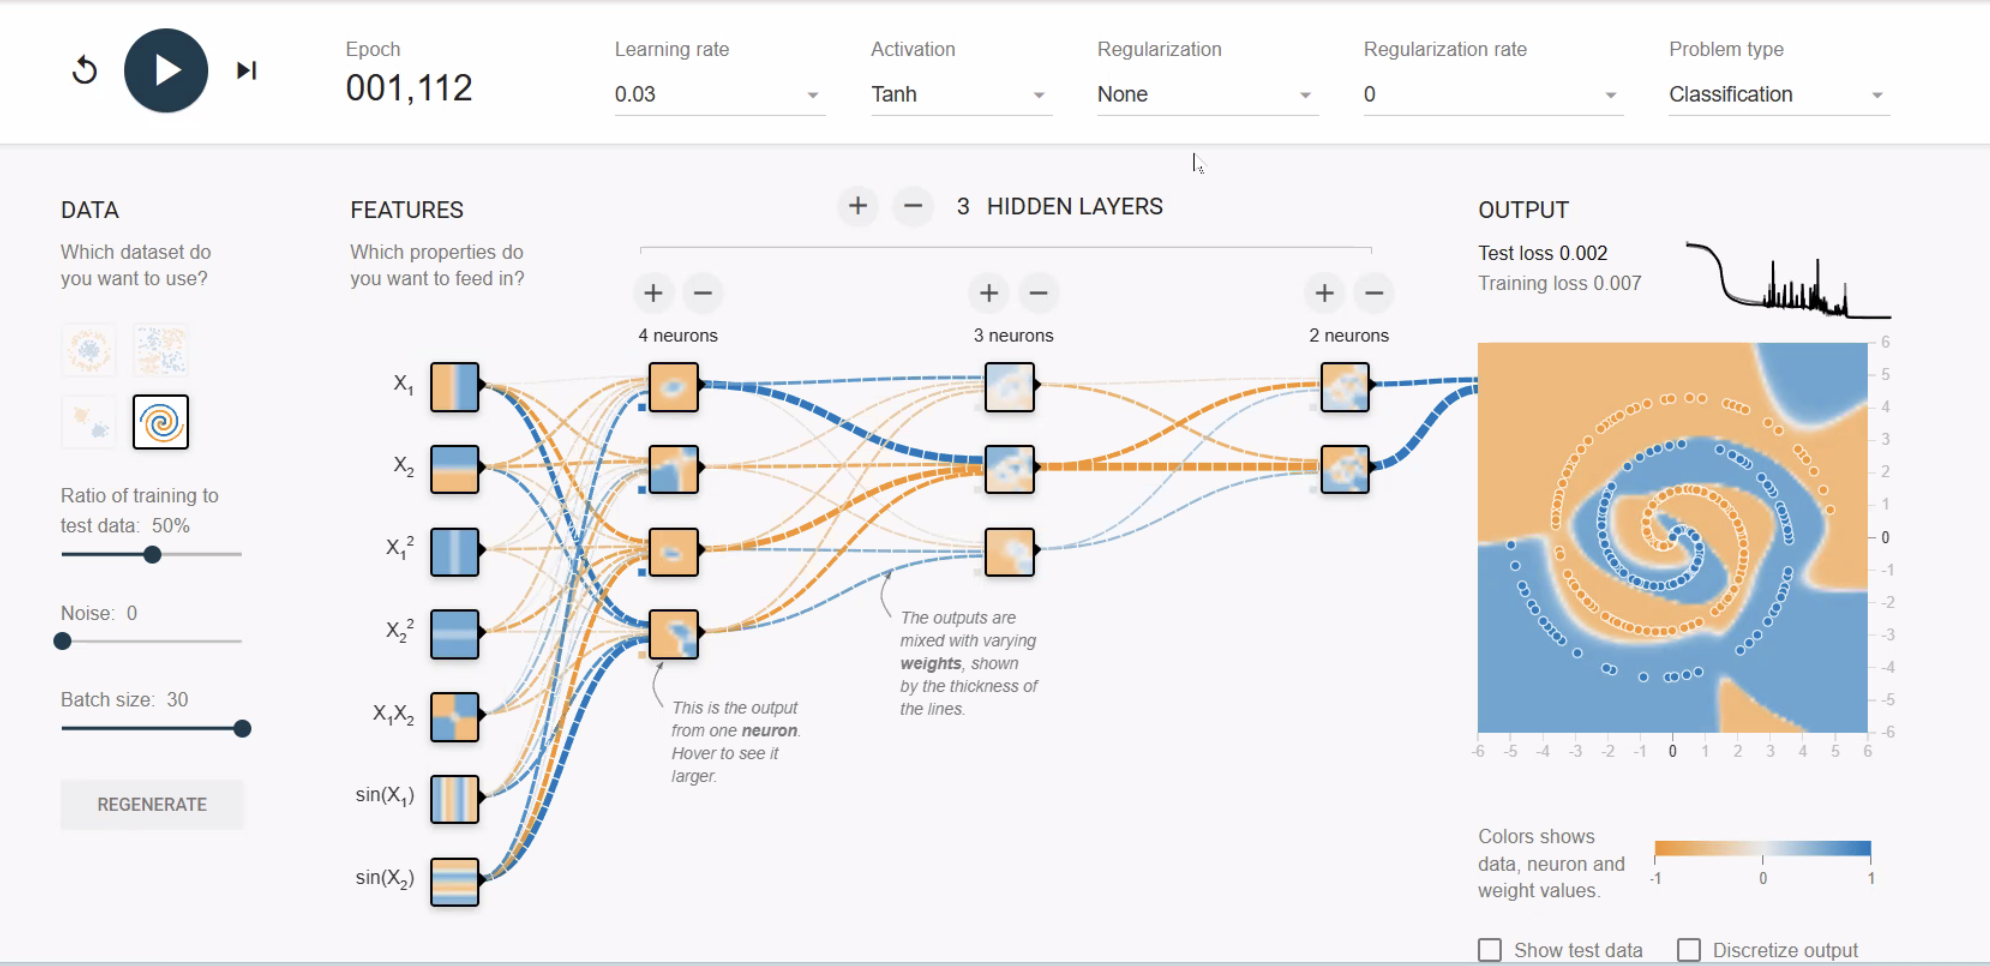 Epoch
001,112
Learning rate
0.03
Activation
Tanh
Regularization
None
Regularization rate
0
Problem type
Classification
DATA
Which dataset do
you want to use?
Ratio of training to
test data: 50%
Noise: 0
Batch size: 30
REGENERATE
FEATURES
Which properties do
you want to feed in?
X₁
X₂
X₁²
X₂²
X₁X₂
sin(X₁)
sin(X₂)
+ − 3 HIDDEN LAYERS
+ −
4 neurons
+ −
3 neurons
+ −
2 neurons
This is the output
from one neuron.
Hover to see it
larger.
The outputs are
mixed with varying
weights, shown
by the thickness of
the lines.
OUTPUT
Test loss 0.002
Training loss 0.007
6
5
4
3
2
1
0
-1
-2
-3
-4
-5
-6
-6 -5 -4 -3 -2 -1 0 1 2 3 4 5 6
Colors shows
data, neuron and
weight values.
-1 0 1
Show test data
Discretize output